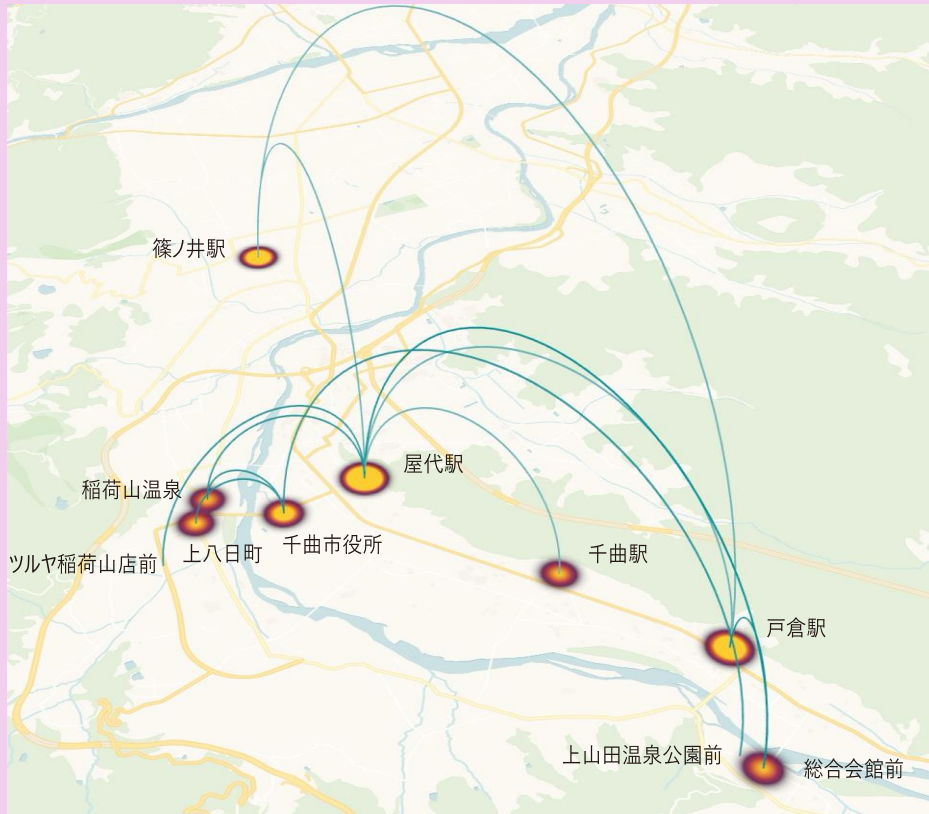 篠ノ井駅
屋代駅
稲荷山温泉
上八日町
千曲市役所
ツルヤ稲荷山店前
千曲駅
戸倉駅
上山田温泉公園前
総合会館前